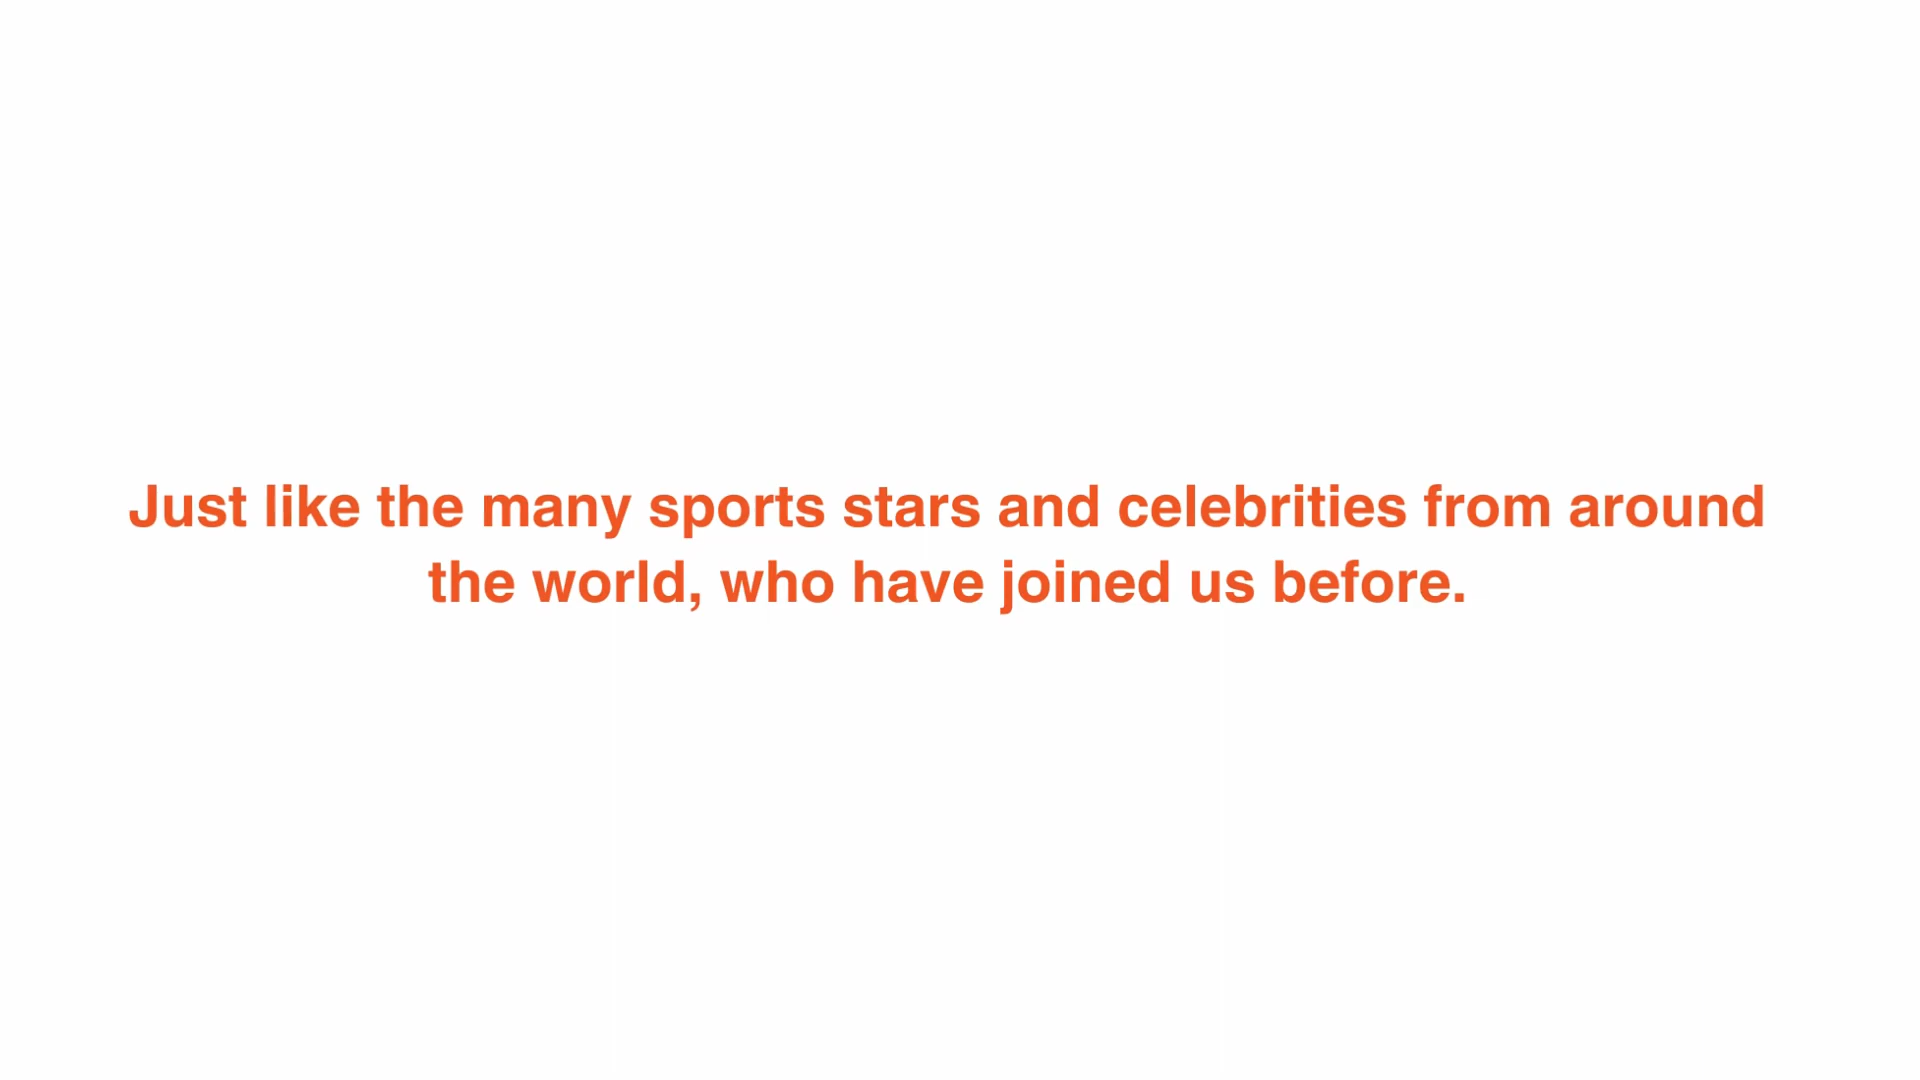 Just like the many sports stars and celebrities from around
the world, who have joined us before.